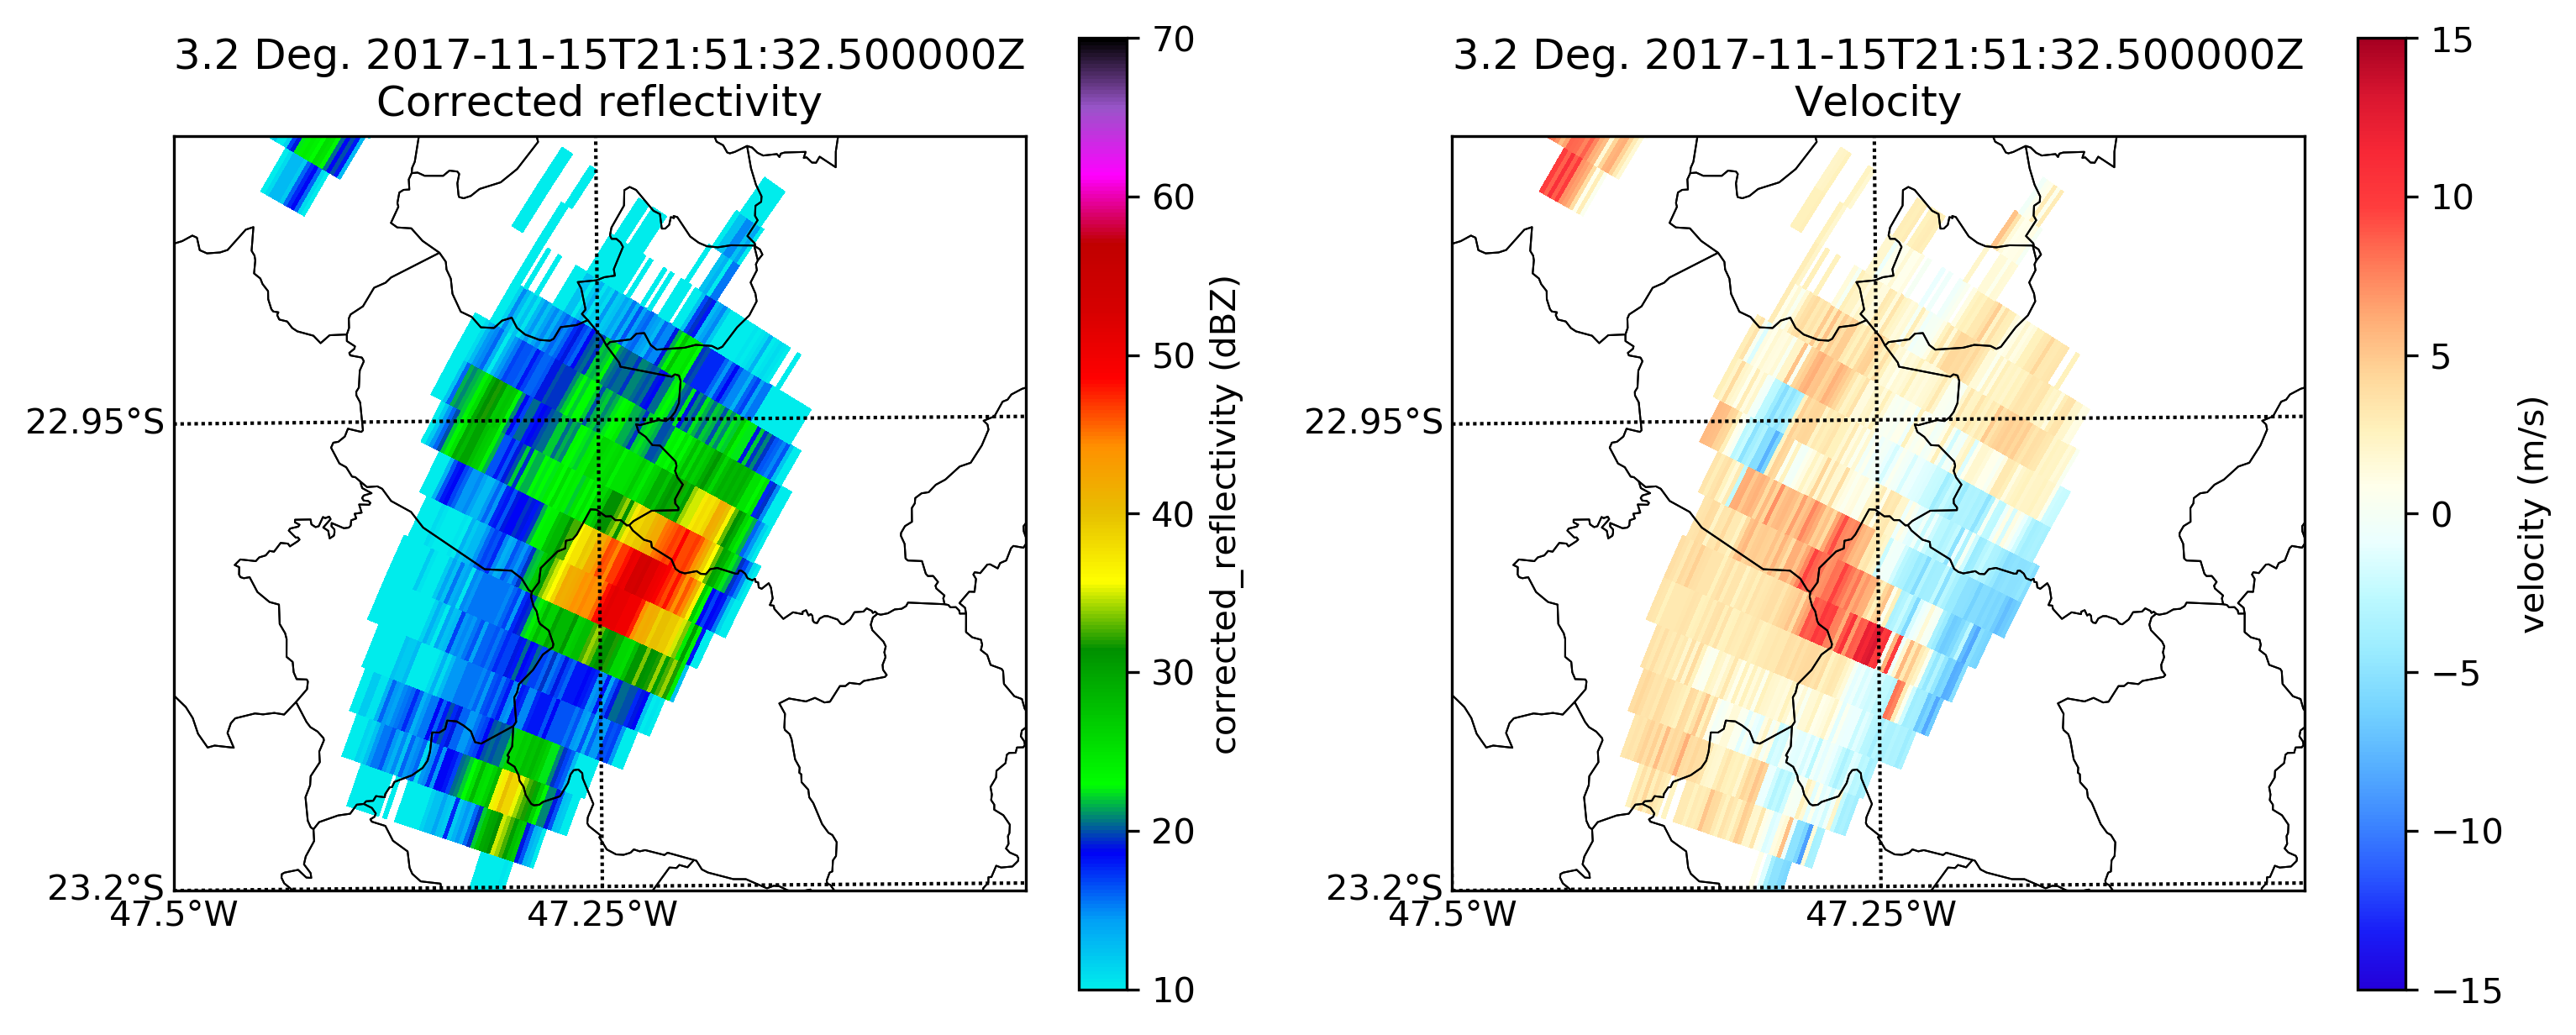 3.2 Deg. 2017-11-15T21:51:32.500000Z
Corrected reflectivity
22.95°S
23.2°S
47.5°W
47.25°W
70
60
50
40
30
20
10
corrected_reflectivity (dBZ)
3.2 Deg. 2017-11-15T21:51:32.500000Z
Velocity
22.95°S
23.2°S
47.5°W
47.25°W
15
10
5
0
−5
−10
−15
velocity (m/s)